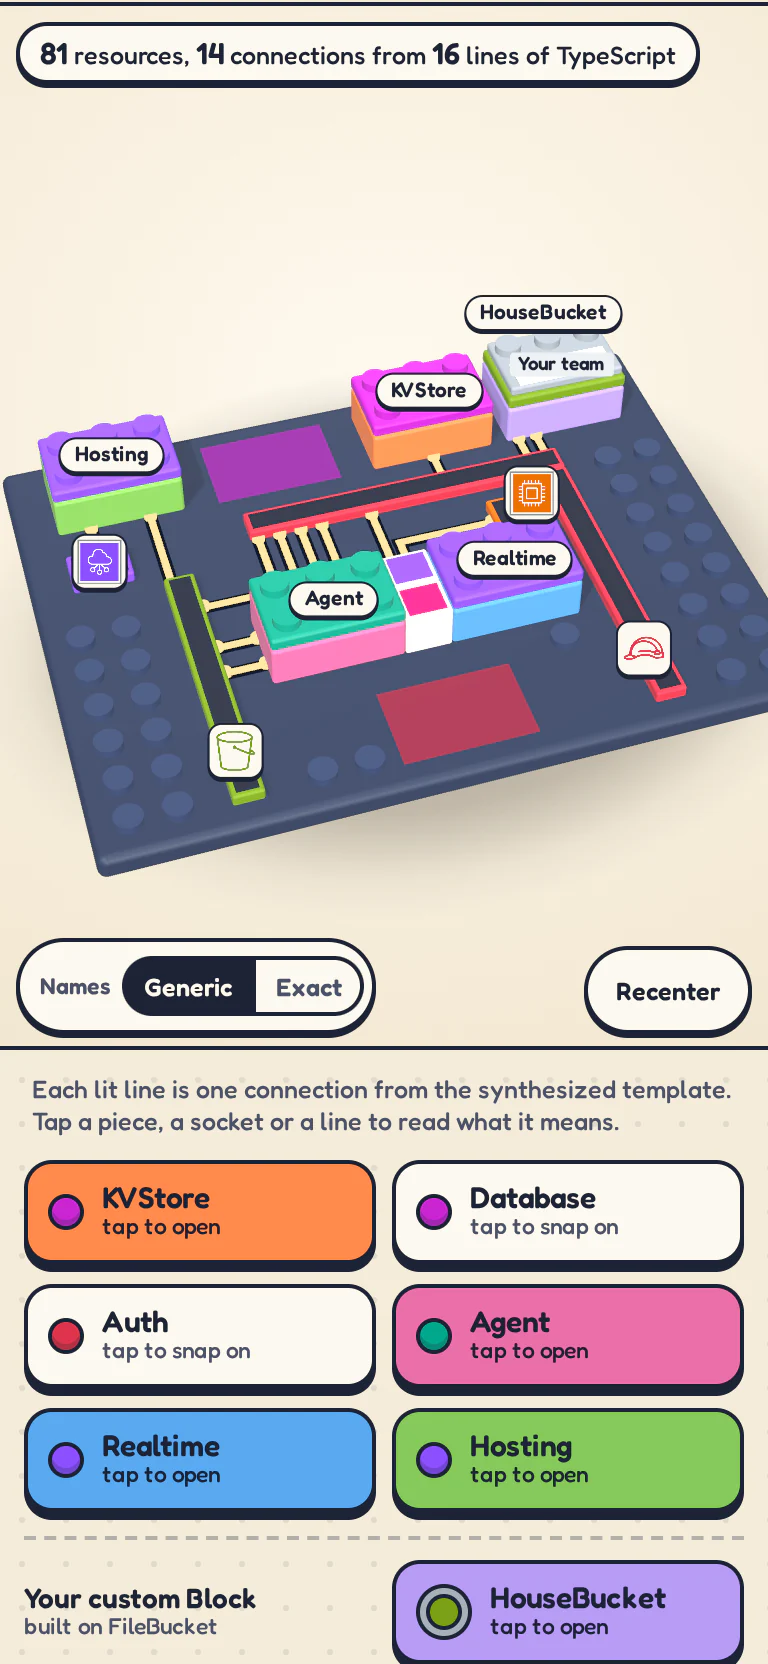 81 resources, 14 connections from 16 lines of TypeScript
HouseBucket
Your team
KVStore
Hosting
Realtime
Agent
Names
Generic
Exact
Recenter
Each lit line is one connection from the synthesized template.
Tap a piece, a socket or a line to read what it means.
KVStore
tap to open
Database
tap to snap on
Auth
tap to snap on
Agent
tap to open
Realtime
tap to open
Hosting
tap to open
Your custom Block
built on FileBucket
HouseBucket
tap to open